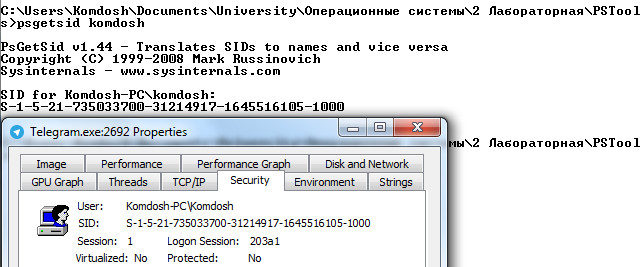 C:\Users\Komdosh\Documents\University\Операционные системы\2 Лабораторная\PSTool
s>psgetsid komdosh
PsGetSid v1.44 - Translates SIDs to names and vice versa
Copyright (C) 1999-2008 Mark Russinovich
Sysinternals - www.sysinternals.com
SID for Komdosh-PC\komdosh:
S-1-5-21-735033700-31214917-1645516105-1000
Telegram.exe:2692 Properties
мы\2 Лабораторная\PSTool
Image Performance Performance Graph Disk and Network
GPU Graph Threads TCP/IP Security Environment Strings
User: Komdosh-PC\Komdosh
SID: S-1-5-21-735033700-31214917-1645516105-1000
Session: 1 Logon Session: 203a1
Virtualized: No Protected: No